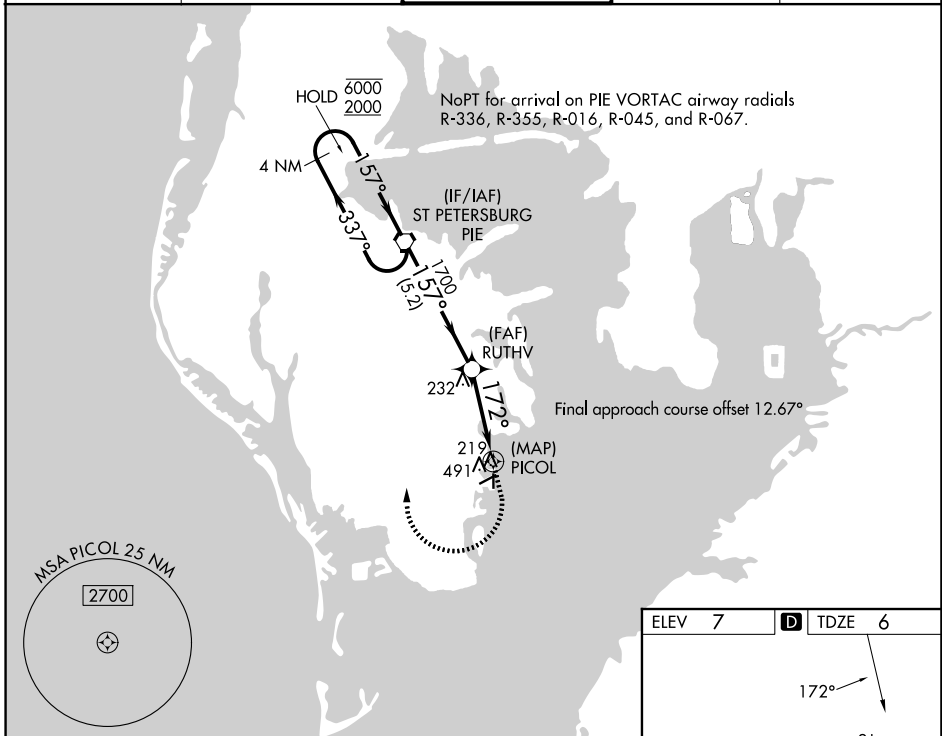 HOLD
6000
2000
NoPT for arrival on PIE VORTAC airway radials
R-336, R-355, R-016, R-045, and R-067.
4 NM
157°
337°
(IF/IAF)
ST PETERSBURG
PIE
1700
157°
(5.2)
(FAF)
RUTHV
232
172°
Final approach course offset 12.67°
219
491
(MAP)
PICOL
MSA PICOL 25 NM
2700
ELEV 7 D TDZE 6
172°